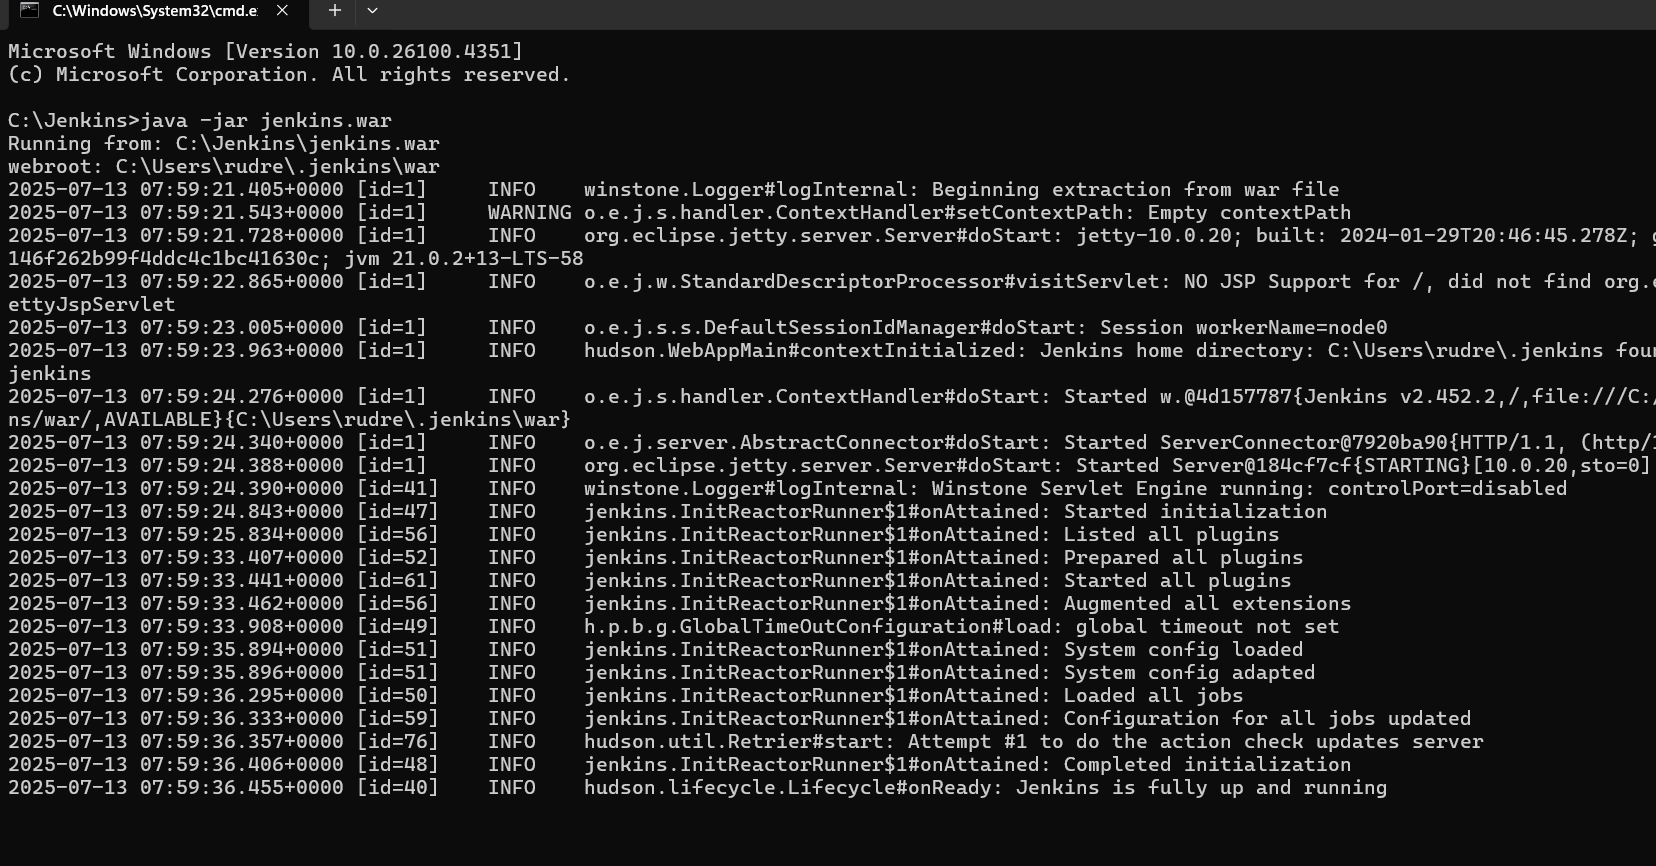 C:\Windows\System32\cmd.e
Microsoft Windows [Version 10.0.26100.4351]
(c) Microsoft Corporation. All rights reserved.
C:\Jenkins>java -jar jenkins.war
Running from: C:\Jenkins\jenkins.war
webroot: C:\Users\rudre\.jenkins\war
2025-07-13 07:59:21.405+0000 [id=1] INFO winstone.Logger#logInternal: Beginning extraction from war file
2025-07-13 07:59:21.543+0000 [id=1] WARNING o.e.j.s.handler.ContextHandler#setContextPath: Empty contextPath
2025-07-13 07:59:21.728+0000 [id=1] INFO org.eclipse.jetty.server.Server#doStart: jetty-10.0.20; built: 2024-01-29T20:46:45.278Z; g
146f262b99f4ddc4c1bc41630c; jvm 21.0.2+13-LTS-58
2025-07-13 07:59:22.865+0000 [id=1] INFO o.e.j.w.StandardDescriptorProcessor#visitServlet: NO JSP Support for /, did not find org.e
ettyJspServlet
2025-07-13 07:59:23.005+0000 [id=1] INFO o.e.j.s.s.DefaultSessionIdManager#doStart: Session workerName=node0
2025-07-13 07:59:23.963+0000 [id=1] INFO hudson.WebAppMain#contextInitialized: Jenkins home directory: C:\Users\rudre\.jenkins foun
jenkins
2025-07-13 07:59:24.276+0000 [id=1] INFO o.e.j.s.handler.ContextHandler#doStart: Started w.@4d157787{Jenkins v2.452.2,/,file:///C:/
ns/war/,AVAILABLE}{C:\Users\rudre\.jenkins\war}
2025-07-13 07:59:24.340+0000 [id=1] INFO o.e.j.server.AbstractConnector#doStart: Started ServerConnector@7920ba90{HTTP/1.1, (http/1
2025-07-13 07:59:24.388+0000 [id=1] INFO org.eclipse.jetty.server.Server#doStart: Started Server@184cf7cf{STARTING}[10.0.20,sto=0]
2025-07-13 07:59:24.390+0000 [id=41] INFO winstone.Logger#logInternal: Winstone Servlet Engine running: controlPort=disabled
2025-07-13 07:59:24.843+0000 [id=47] INFO jenkins.InitReactorRunner$1#onAttained: Started initialization
2025-07-13 07:59:25.834+0000 [id=56] INFO jenkins.InitReactorRunner$1#onAttained: Listed all plugins
2025-07-13 07:59:33.407+0000 [id=52] INFO jenkins.InitReactorRunner$1#onAttained: Prepared all plugins
2025-07-13 07:59:33.441+0000 [id=61] INFO jenkins.InitReactorRunner$1#onAttained: Started all plugins
2025-07-13 07:59:33.462+0000 [id=56] INFO jenkins.InitReactorRunner$1#onAttained: Augmented all extensions
2025-07-13 07:59:33.908+0000 [id=49] INFO h.p.b.g.GlobalTimeOutConfiguration#load: global timeout not set
2025-07-13 07:59:35.894+0000 [id=51] INFO jenkins.InitReactorRunner$1#onAttained: System config loaded
2025-07-13 07:59:35.896+0000 [id=51] INFO jenkins.InitReactorRunner$1#onAttained: System config adapted
2025-07-13 07:59:36.295+0000 [id=50] INFO jenkins.InitReactorRunner$1#onAttained: Loaded all jobs
2025-07-13 07:59:36.333+0000 [id=59] INFO jenkins.InitReactorRunner$1#onAttained: Configuration for all jobs updated
2025-07-13 07:59:36.357+0000 [id=76] INFO hudson.util.Retrier#start: Attempt #1 to do the action check updates server
2025-07-13 07:59:36.406+0000 [id=48] INFO jenkins.InitReactorRunner$1#onAttained: Completed initialization
2025-07-13 07:59:36.455+0000 [id=40] INFO hudson.lifecycle.Lifecycle#onReady: Jenkins is fully up and running